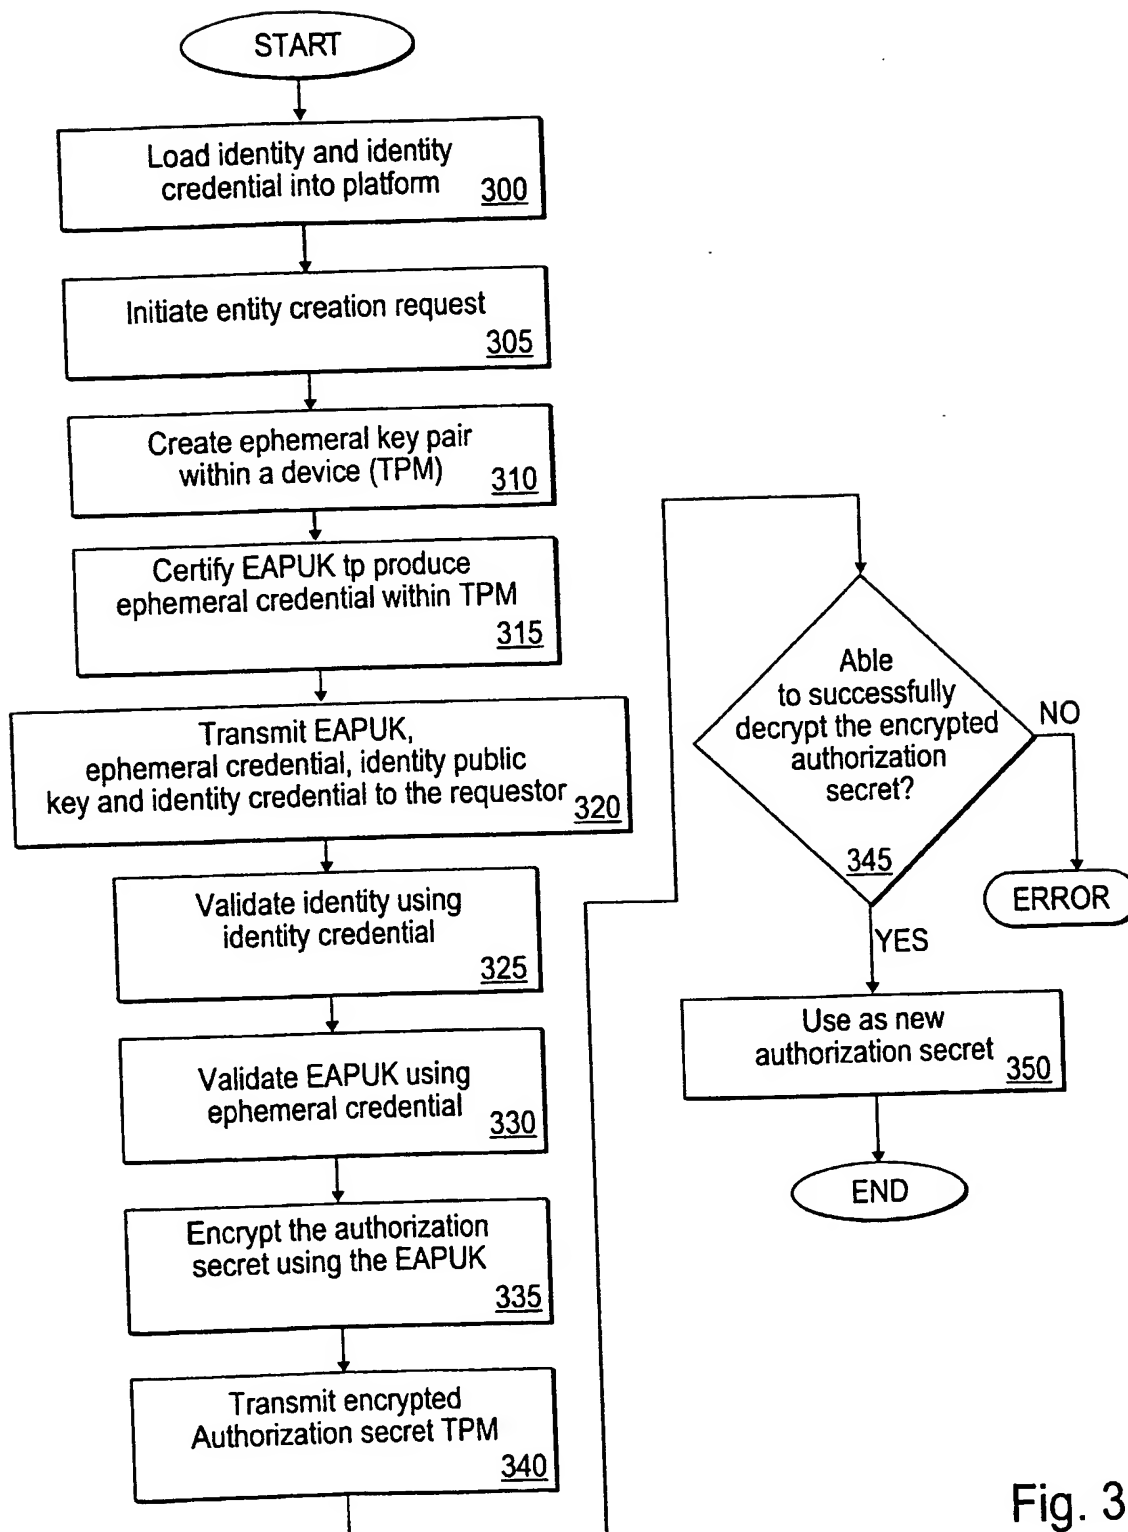 START
Load identity and identity
credential into platform
300
Initiate entity creation request
305
Create ephemeral key pair
within a device (TPM)
310
Certify EAPUK tp produce
ephemeral credential within TPM
315
Transmit EAPUK,
ephemeral credential, identity public
key and identity credential to the requestor
320
Validate identity using
identity credential
325
Validate EAPUK using
ephemeral credential
330
Encrypt the authorization
secret using the EAPUK
335
Transmit encrypted
Authorization secret TPM
340
Able
to successfully
decrypt the encrypted
authorization
secret?
345
NO
ERROR
YES
Use as new
authorization secret
350
END
Fig. 3